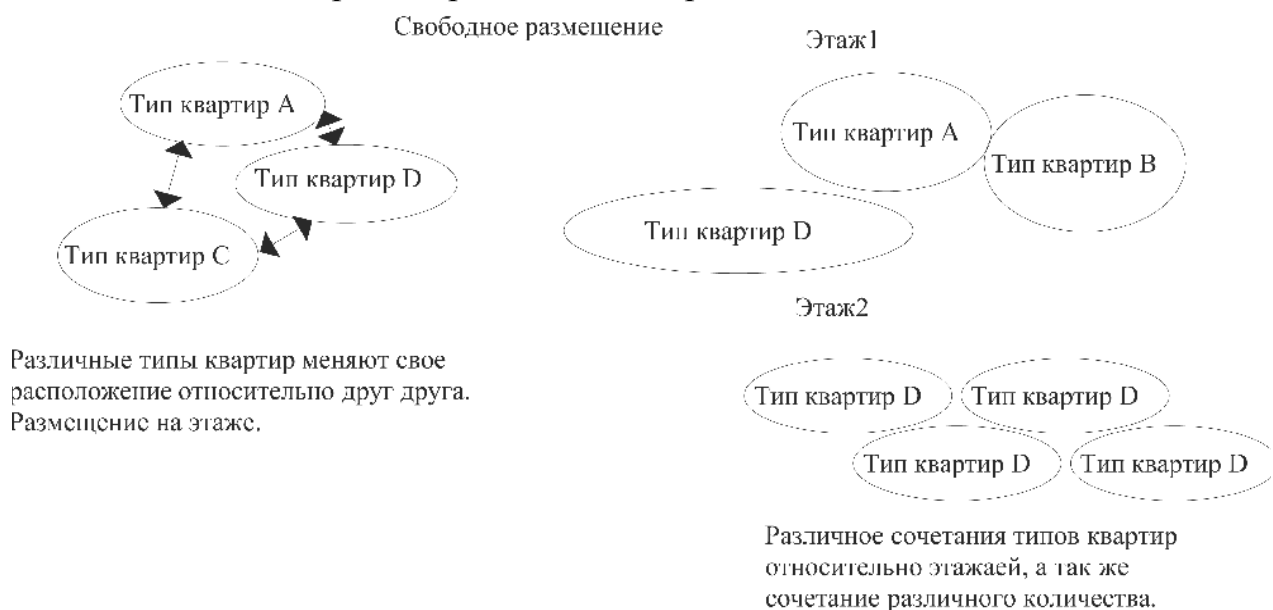 Свободное размещение
Этаж1
Тип квартир A
Тип квартир D
Тип квартир C
Тип квартир A
Тип квартир B
Тип квартир D
Этаж2
Различные типы квартир меняют свое
расположение относительно друг друга.
Размещение на этаже.
Тип квартир D
Тип квартир D
Тип квартир D
Тип квартир D
Различное сочетания типов квартир
относительно этажаей, а так же
сочетание различного количества.